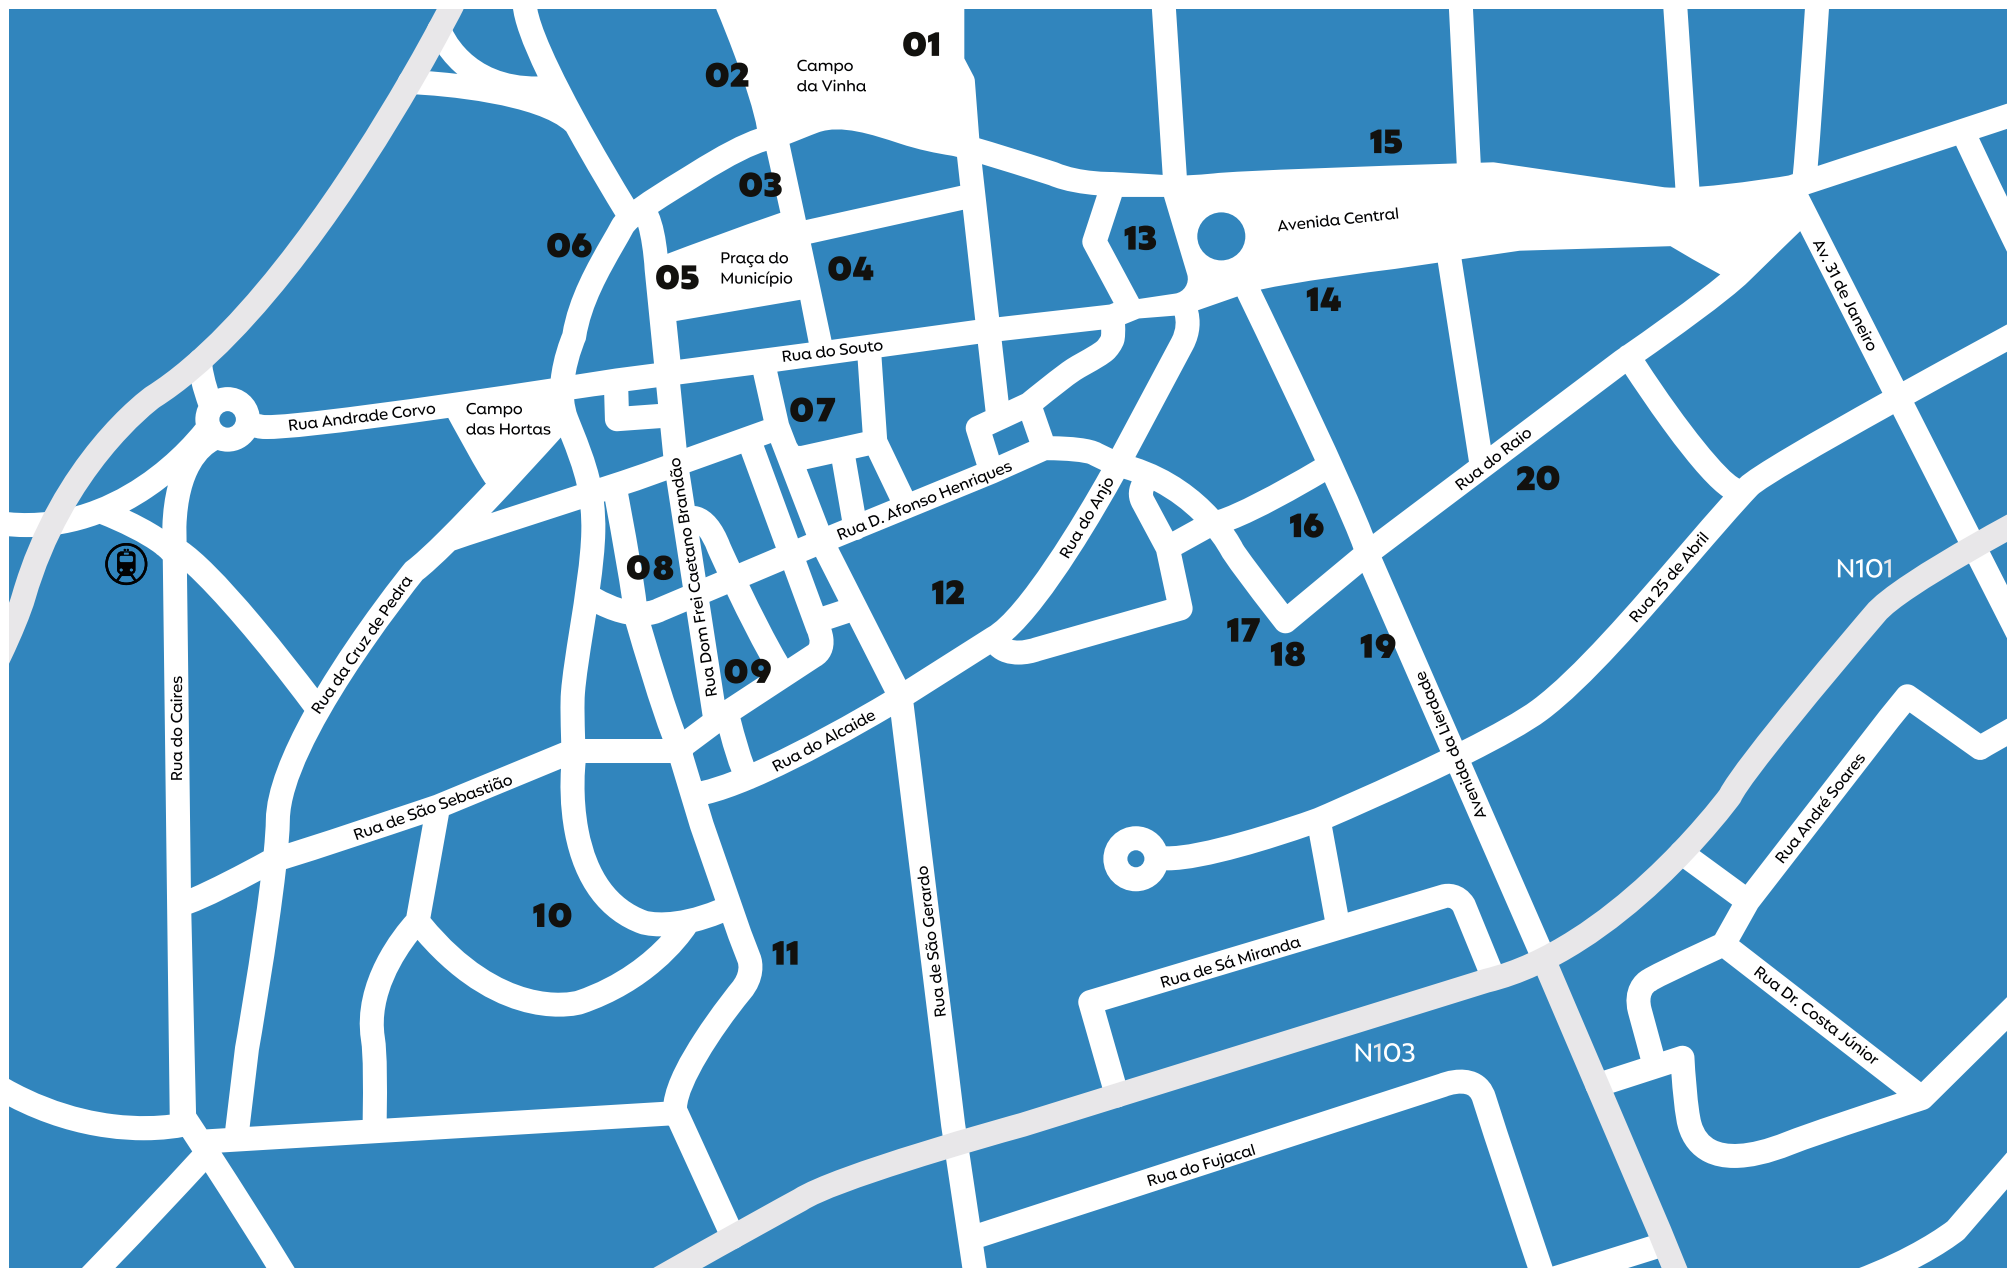 01
02
Campo
da Vinha
15
03
Avenida Central
13
06
Praça do
Município
05
04
14
Av. 31 de Janeiro
Rua do Souto
Rua Andrade Corvo
Campo
das Hortas
07
Rua do Raio
20
Rua D. Afonso Henriques
Rua do Anjo
16
Rua Dom Frei Caetano Brandão
08
12
N101
Rua 25 de Abril
Rua da Cruz de Pedra
17
18
19
09
Rua do Caires
Rua do Alcaide
Avenida da Lierdade
Rua de São Sebastião
Rua André Soares
10
11
Rua de São Gerardo
Rua de Sá Miranda
Rua Dr. Costa Júnior
N103
Rua do Fujacal